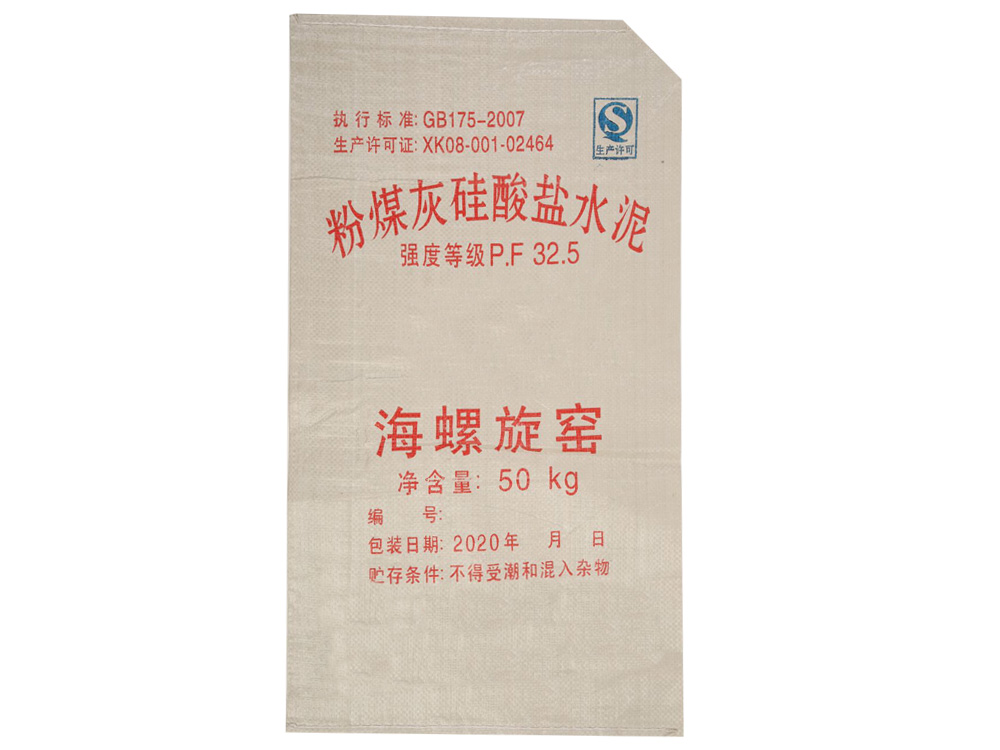 执行标准: GB175-2007
生产许可证: XK08-001-02464
生产许可
粉煤灰硅酸盐水泥
强度等级P.F 32.5
海螺旋窑
净含量: 50 kg
编 号:
包装日期: 2020年 月 日
贮存条件: 不得受潮和混入杂物